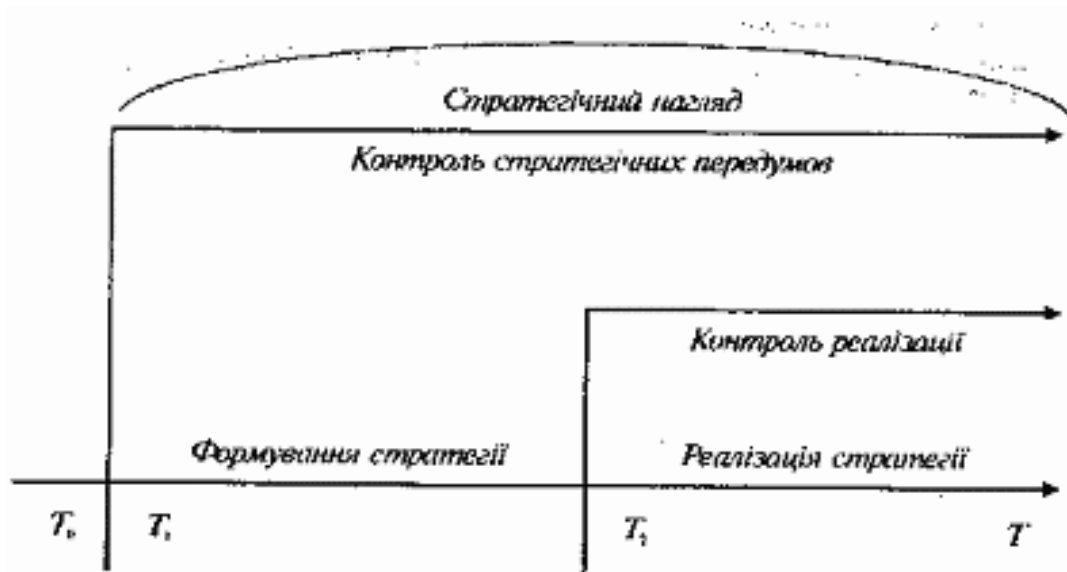 Стратегічний нагляд
Контроль стратегічних передумов
Контроль реалізації
Формування стратегії
Реалізація стратегії
T₀ T₁ T₂ T